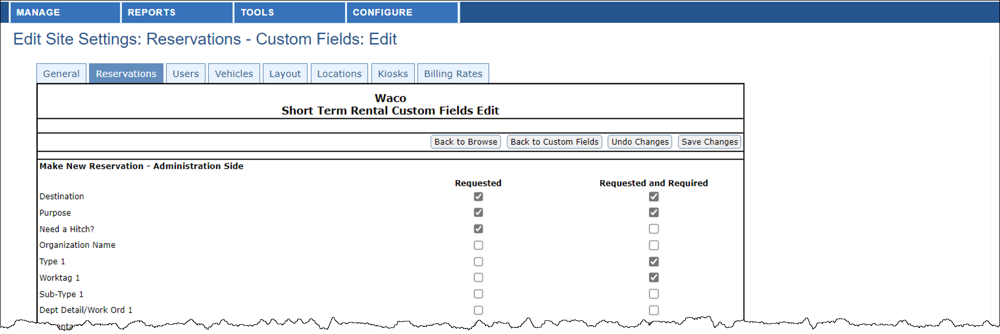 MANAGE REPORTS TOOLS CONFIGURE
Edit Site Settings: Reservations - Custom Fields: Edit
General Reservations Users Vehicles Layout Locations Kiosks Billing Rates
Waco
Short Term Rental Custom Fields Edit
Back to Browse Back to Custom Fields Undo Changes Save Changes
Make New Reservation - Administration Side
Requested Requested and Required
Destination
Purpose
Need a Hitch?
Organization Name
Type 1
Worktag 1
Sub-Type 1
Dept Detail/Work Ord 1